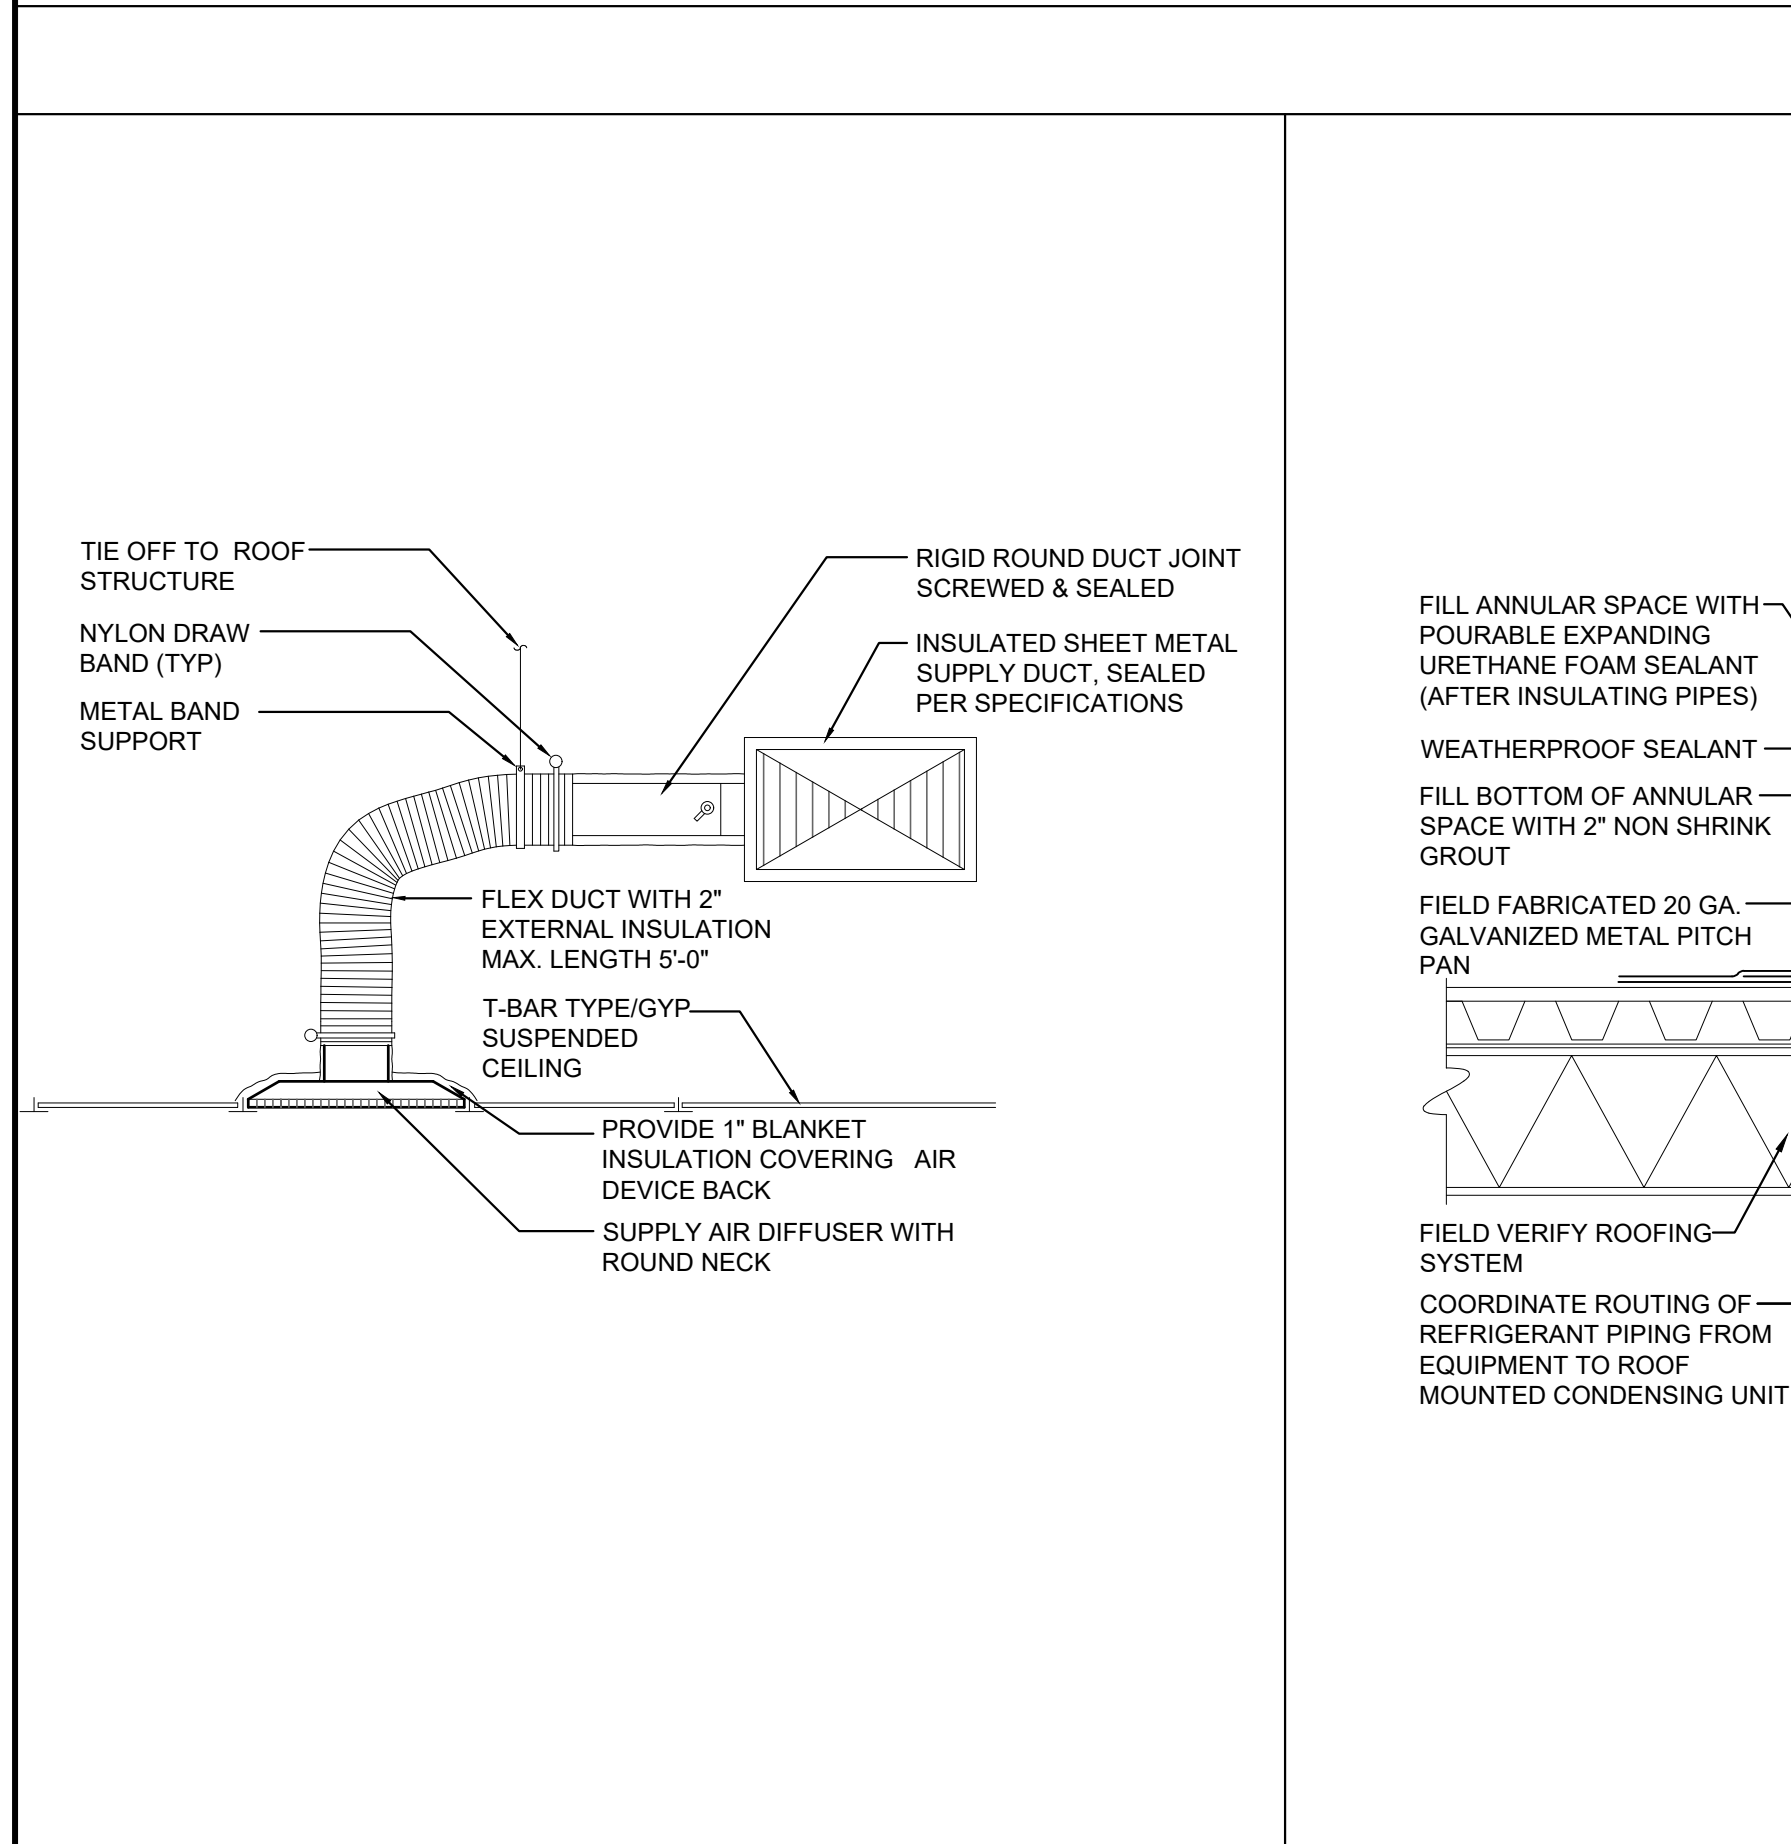 TIE OFF TO ROOF
STRUCTURE
NYLON DRAW
BAND (TYP)
METAL BAND
SUPPORT
RIGID ROUND DUCT JOINT
SCREWED & SEALED
INSULATED SHEET METAL
SUPPLY DUCT, SEALED
PER SPECIFICATIONS
FLEX DUCT WITH 2"
EXTERNAL INSULATION
MAX. LENGTH 5'-0"
T-BAR TYPE/GYP
SUSPENDED
CEILING
PROVIDE 1" BLANKET
INSULATION COVERING AIR
DEVICE BACK
SUPPLY AIR DIFFUSER WITH
ROUND NECK
FILL ANNULAR SPACE WITH
POURABLE EXPANDING
URETHANE FOAM SEALANT
(AFTER INSULATING PIPES)
WEATHERPROOF SEALANT
FILL BOTTOM OF ANNULAR
SPACE WITH 2" NON SHRINK
GROUT
FIELD FABRICATED 20 GA.
GALVANIZED METAL PITCH
PAN
FIELD VERIFY ROOFING
SYSTEM
COORDINATE ROUTING OF
REFRIGERANT PIPING FROM
EQUIPMENT TO ROOF
MOUNTED CONDENSING UNIT